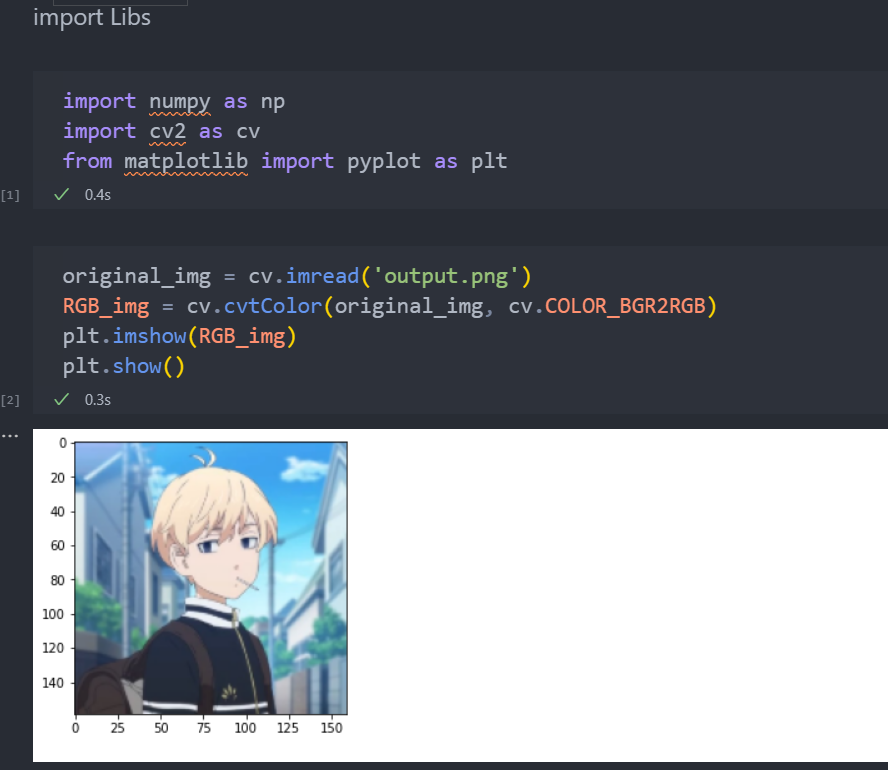 import Libs
import numpy as np
import cv2 as cv
from matplotlib import pyplot as plt
[1]
0.4s
original_img = cv.imread('output.png')
RGB_img = cv.cvtColor(original_img, cv.COLOR_BGR2RGB)
plt.imshow(RGB_img)
plt.show()
[2]
0.3s
...
0
20
40
60
80
100
120
140
0 25 50 75 100 125 150